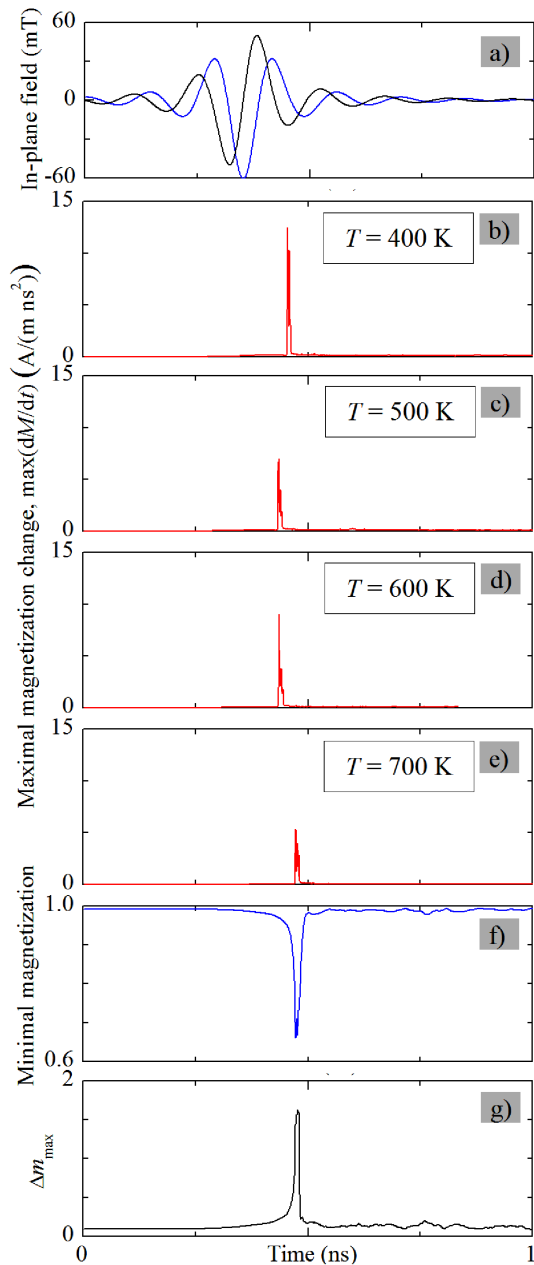 In-plane field (mT)
60
0
-60
a)
Maximal magnetization change, max(dM/dt) (A/(m ns²))
15
0
T = 400 K
b)
15
0
T = 500 K
c)
15
0
T = 600 K
d)
15
0
T = 700 K
e)
Minimal magnetization
1.0
0.6
f)
Δm max
2
0
g)
0
Time (ns)
1